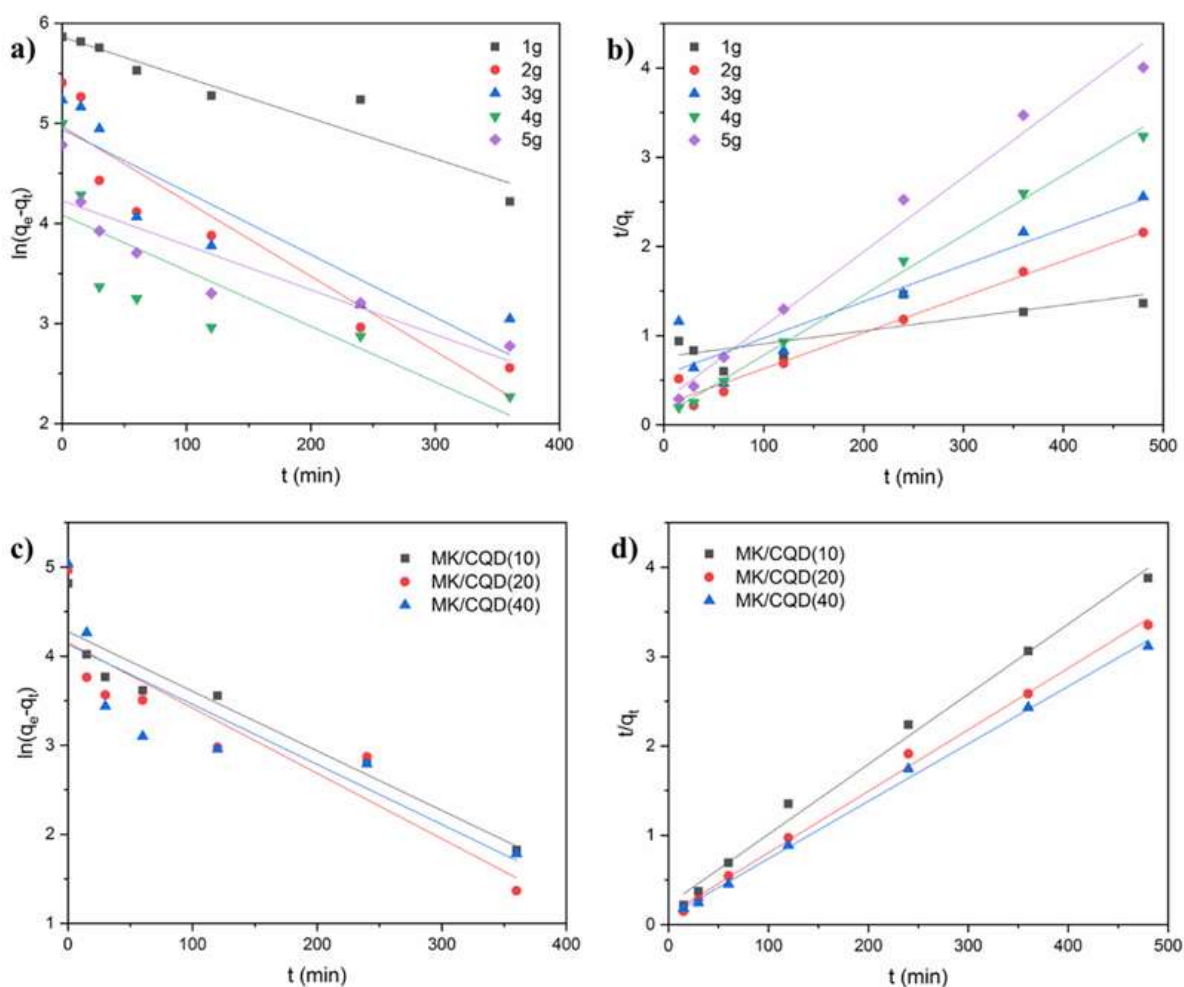 a)
6
5
4
3
2
ln(qₑ-qₜ)
0
100
200
300
400
t (min)
1g
2g
3g
4g
5g
b)
4
3
2
1
0
t/qₜ
0
100
200
300
400
500
t (min)
1g
2g
3g
4g
5g
c)
5
4
3
2
1
ln(qₑ-qₜ)
0
100
200
300
400
t (min)
MK/CQD(10)
MK/CQD(20)
MK/CQD(40)
d)
4
3
2
1
0
t/qₜ
0
100
200
300
400
500
t (min)
MK/CQD(10)
MK/CQD(20)
MK/CQD(40)